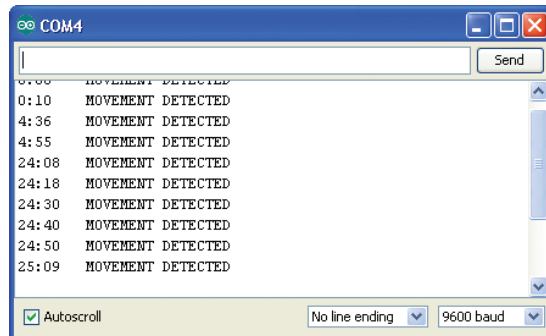 COM4
Send
MOVEMENT DETECTED
0:10 MOVEMENT DETECTED
4:36 MOVEMENT DETECTED
4:55 MOVEMENT DETECTED
24:08 MOVEMENT DETECTED
24:18 MOVEMENT DETECTED
24:30 MOVEMENT DETECTED
24:40 MOVEMENT DETECTED
24:50 MOVEMENT DETECTED
25:09 MOVEMENT DETECTED
Autoscroll
No line ending
9600 baud